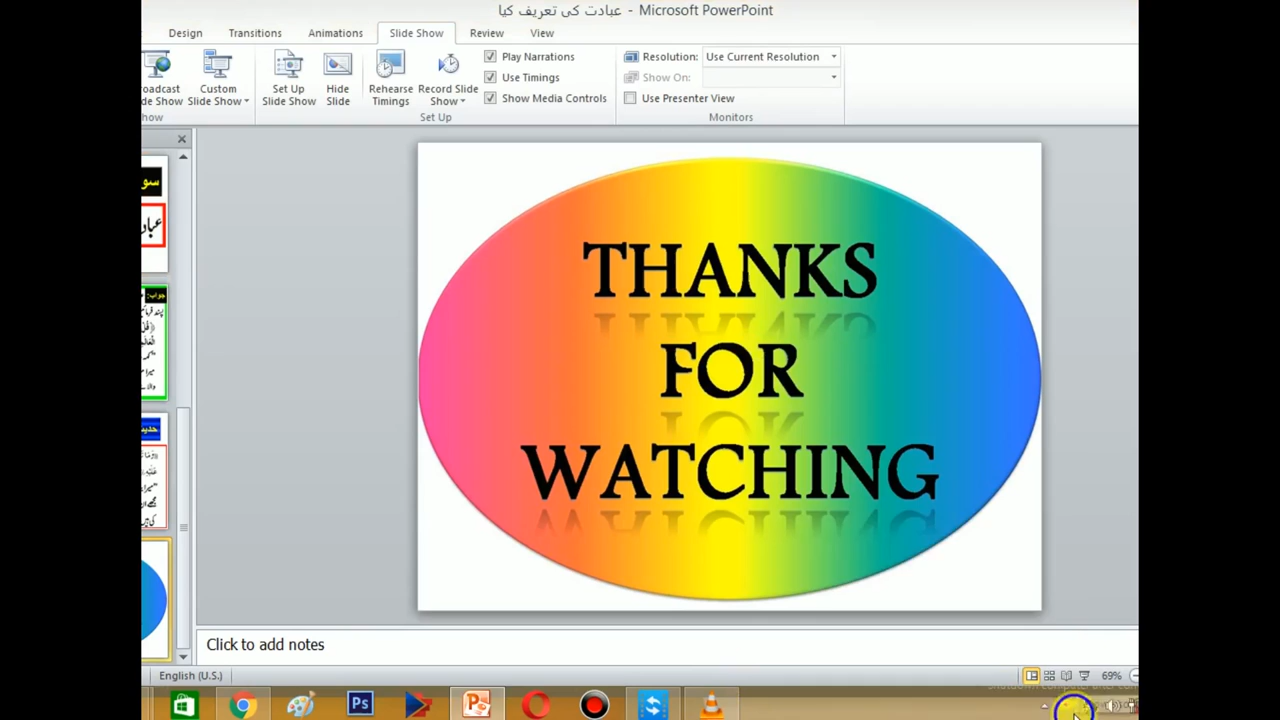 عبادت کی تعریف کیا - Microsoft PowerPoint
Design Transitions Animations Slide Show Review View
Play Narrations
Use Timings
Show Media Controls
Resolution: Use Current Resolution
Show On:
Use Presenter View
Custom Slide Show
Set Up Slide Show
Hide Slide
Rehearse Timings
Record Slide Show
Set Up
Monitors
جواب:
THANKS
FOR
WATCHING
Click to add notes
English (U.S.)
69%
Ps